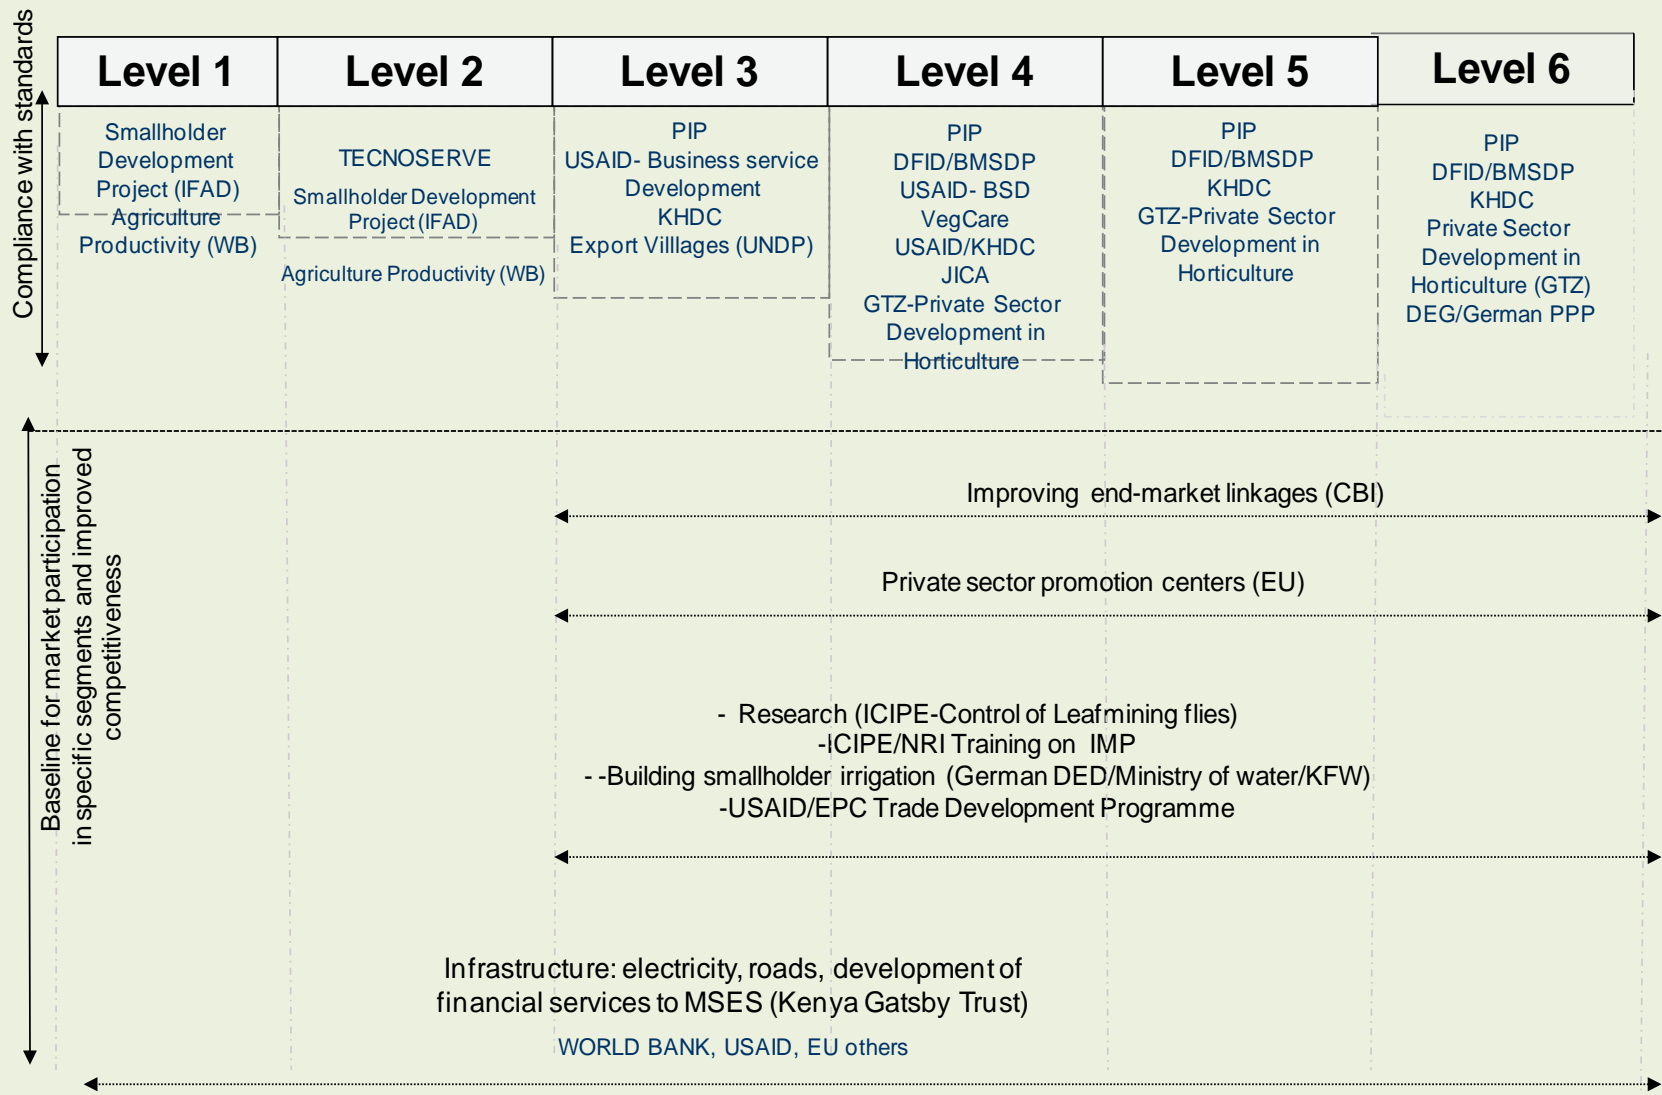 Compliance with standards
Level 1
Level 2
Level 3
Level 4
Level 5
Level 6
Smallholder
Development
Project (IFAD)
Agriculture
Productivity (WB)
TECNOSERVE
Smallholder Development
Project (IFAD)
Agriculture Productivity (WB)
PIP
USAID- Business service
Development
KHDC
Export Villlages (UNDP)
PIP
DFID/BMSDP
USAID- BSD
VegCare
USAID/KHDC
JICA
GTZ-Private Sector
Development in
Horticulture
PIP
DFID/BMSDP
KHDC
GTZ-Private Sector
Development in
Horticulture
PIP
DFID/BMSDP
KHDC
Private Sector
Development in
Horticulture (GTZ)
DEG/German PPP
Baseline for market participation
in specific segments and improved
competitiveness
Improving end-market linkages (CBI)
Private sector promotion centers (EU)
- Research (ICIPE-Control of Leafmining flies)
-ICIPE/NRI Training on IMP
- -Building smallholder irrigation (German DED/Ministry of water/KFW)
-USAID/EPC Trade Development Programme
Infrastructure: electricity, roads, development of
financial services to MSES (Kenya Gatsby Trust)
WORLD BANK, USAID, EU others